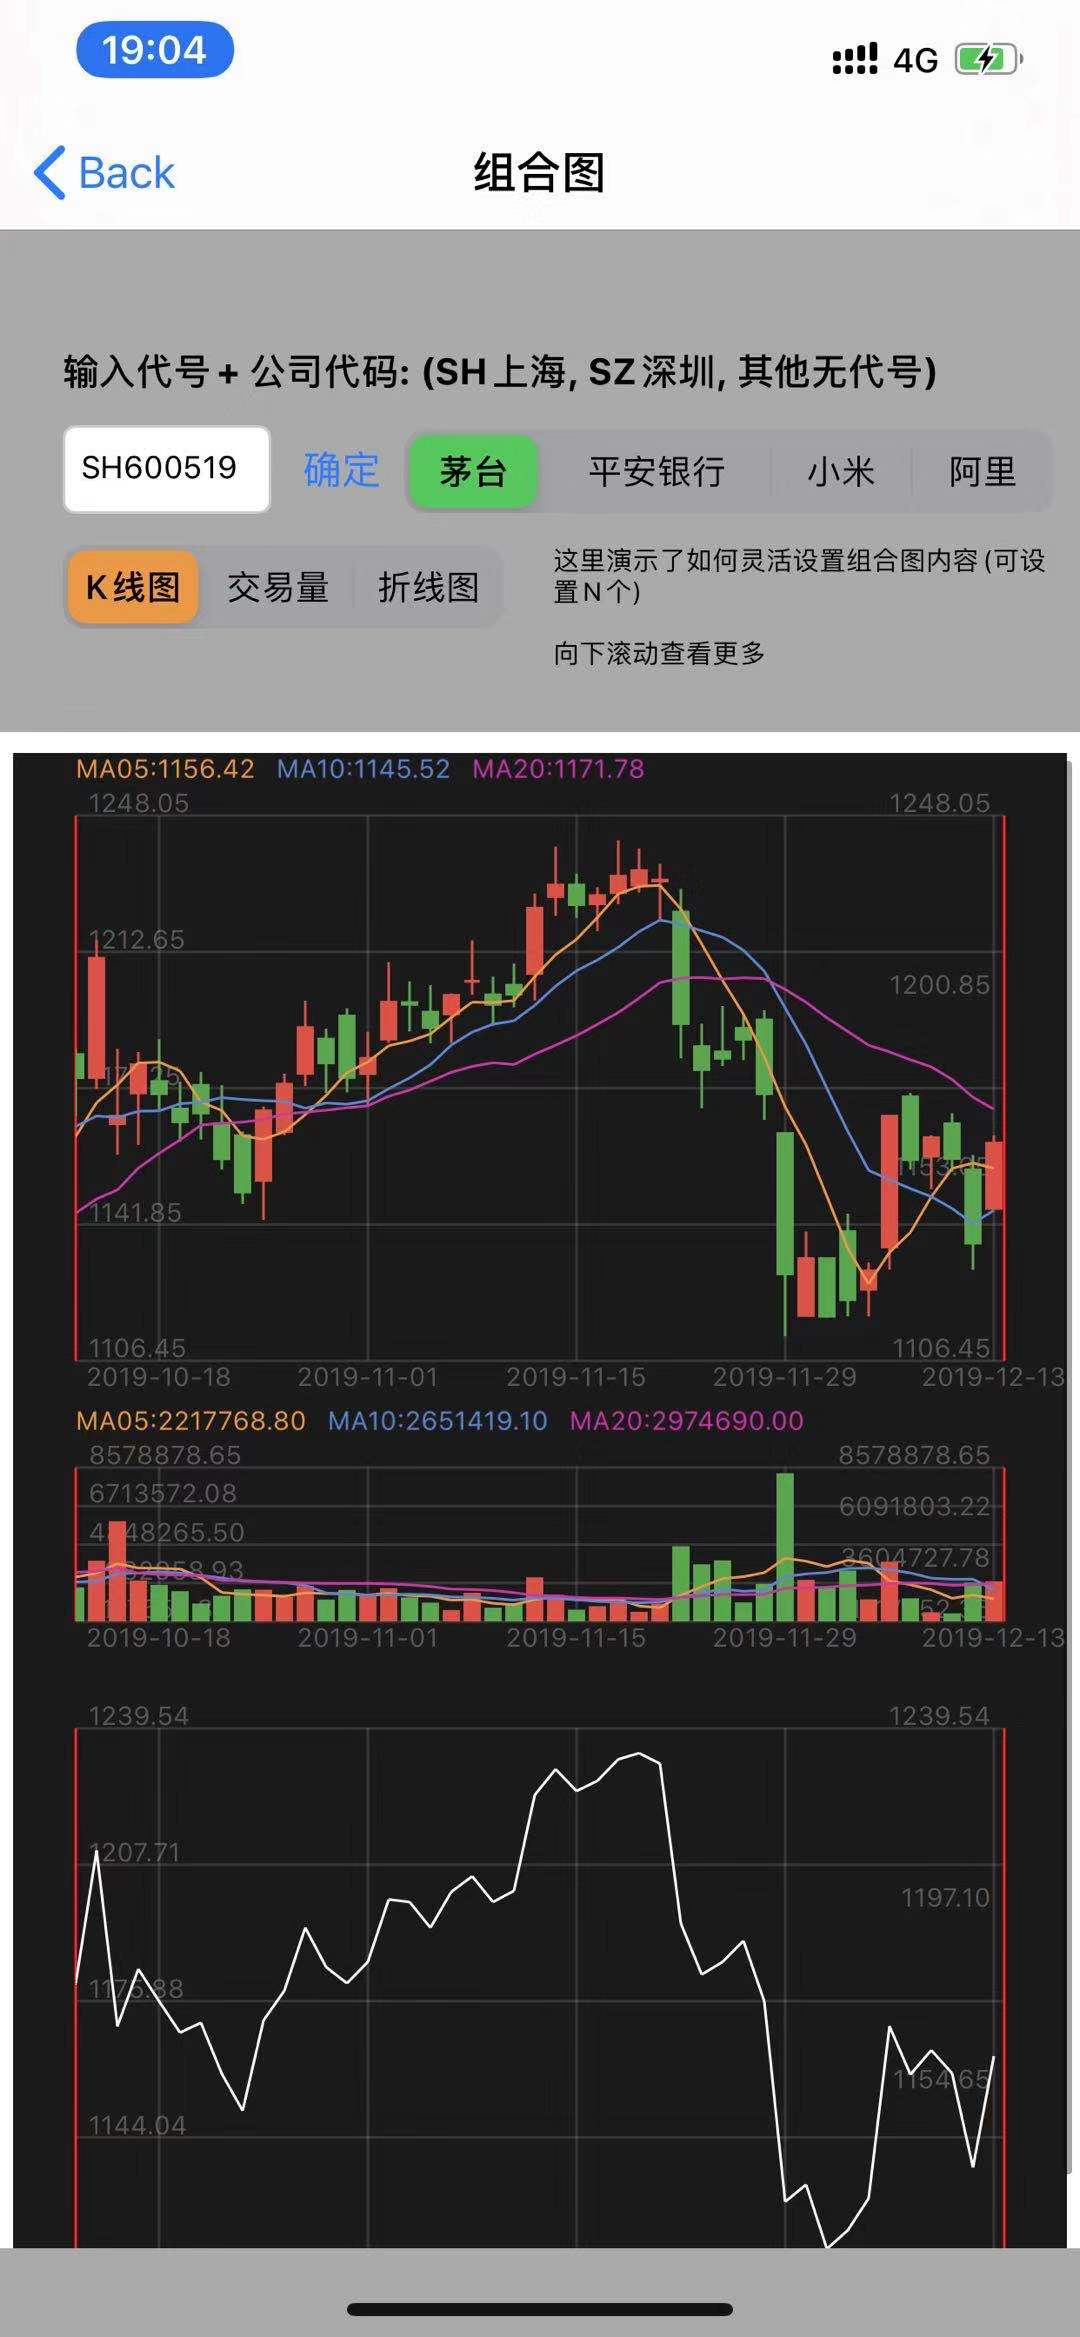 19:04
4G
Back
组合图
输入代号+ 公司代码: (SH上海, SZ深圳, 其他无代号)
SH600519 确定 茅台 平安银行 小米 阿里
K线图 交易量 折线图
这里演示了如何灵活设置组合图内容(可设
置N个)
向下滚动查看更多
MA05:1156.42 MA10:1145.52 MA20:1171.78
1248.05 1248.05
1212.65
1200.85
1141.85
1106.45 1106.45
2019-10-18 2019-11-01 2019-11-15 2019-11-29 2019-12-13
MA05:2217768.80 MA10:2651419.10 MA20:2974690.00
8578878.65 8578878.65
6713572.08
6091803.22
4848265.50
3604727.78
2019-10-18 2019-11-01 2019-11-15 2019-11-29 2019-12-13
1239.54 1239.54
1207.71
1197.10
1175.88
1154.65
1144.04